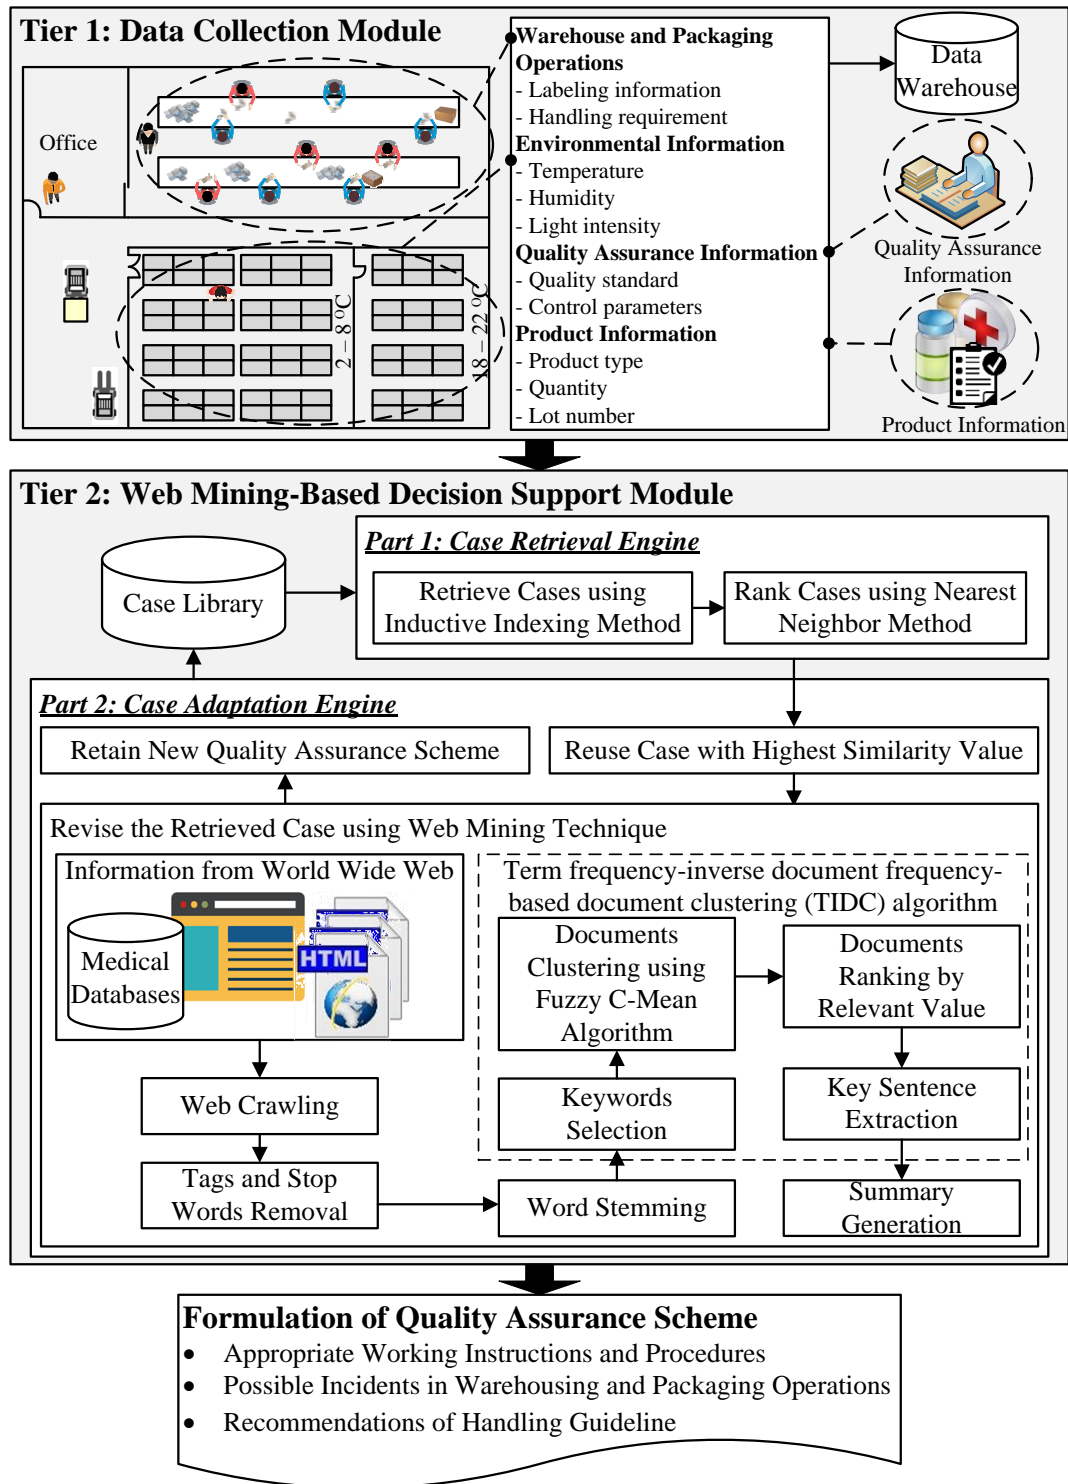 Tier 1: Data Collection Module
Office
2 – 8 °C
18 – 22 °C
Warehouse and Packaging
Operations
- Labeling information
- Handling requirement
Environmental Information
- Temperature
- Humidity
- Light intensity
Quality Assurance Information
- Quality standard
- Control parameters
Product Information
- Product type
- Quantity
- Lot number
Data
Warehouse
Quality Assurance
Information
Product Information
Tier 2: Web Mining-Based Decision Support Module
Case Library
Part 1: Case Retrieval Engine
Retrieve Cases using
Inductive Indexing Method
Rank Cases using Nearest
Neighbor Method
Part 2: Case Adaptation Engine
Retain New Quality Assurance Scheme
Reuse Case with Highest Similarity Value
Revise the Retrieved Case using Web Mining Technique
Information from World Wide Web
Medical
Databases
HTML
Web Crawling
Tags and Stop
Words Removal
Word Stemming
Term frequency-inverse document frequency-
based document clustering (TIDC) algorithm
Keywords
Selection
Documents
Clustering using
Fuzzy C-Mean
Algorithm
Documents
Ranking by
Relevant Value
Key Sentence
Extraction
Summary
Generation
Formulation of Quality Assurance Scheme
• Appropriate Working Instructions and Procedures
• Possible Incidents in Warehousing and Packaging Operations
• Recommendations of Handling Guideline